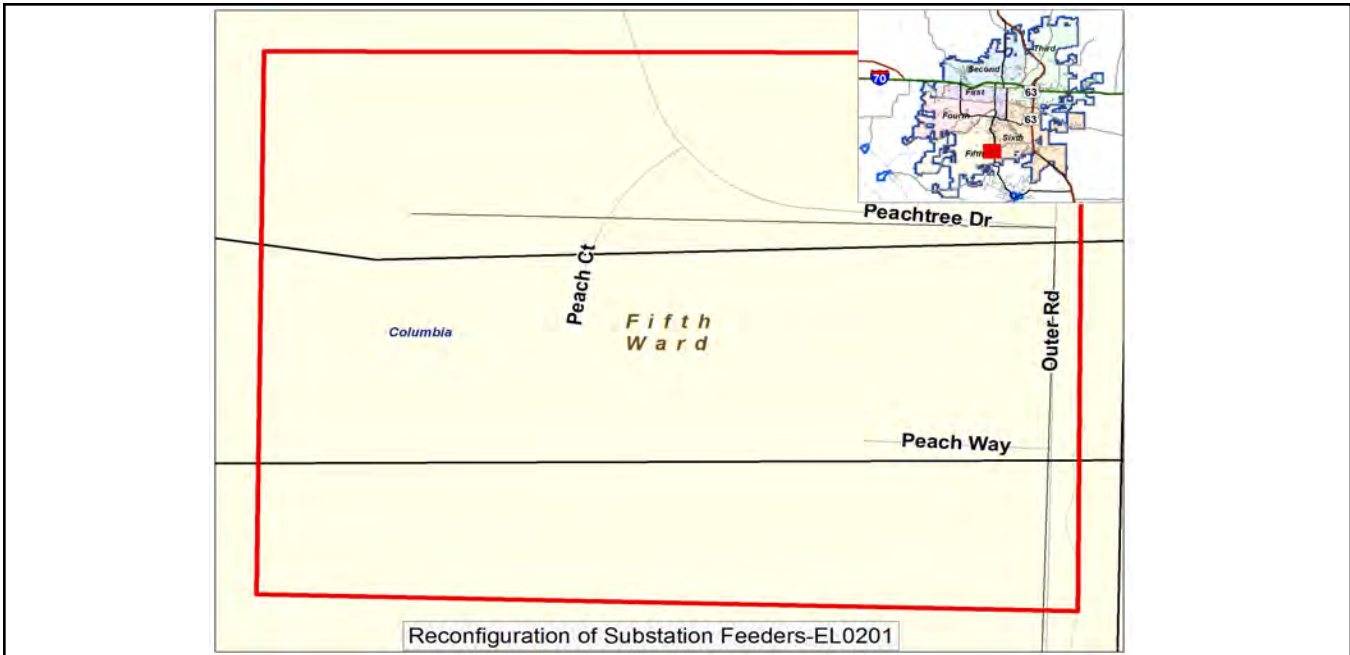 Third
Second
70
First
63
Fourth
63
Sixth
Fifth
Peachtree Dr
Peach Ct
Outer Rd
Fifth
Ward
Columbia
Peach Way
Reconfiguration of Substation Feeders-EL0201